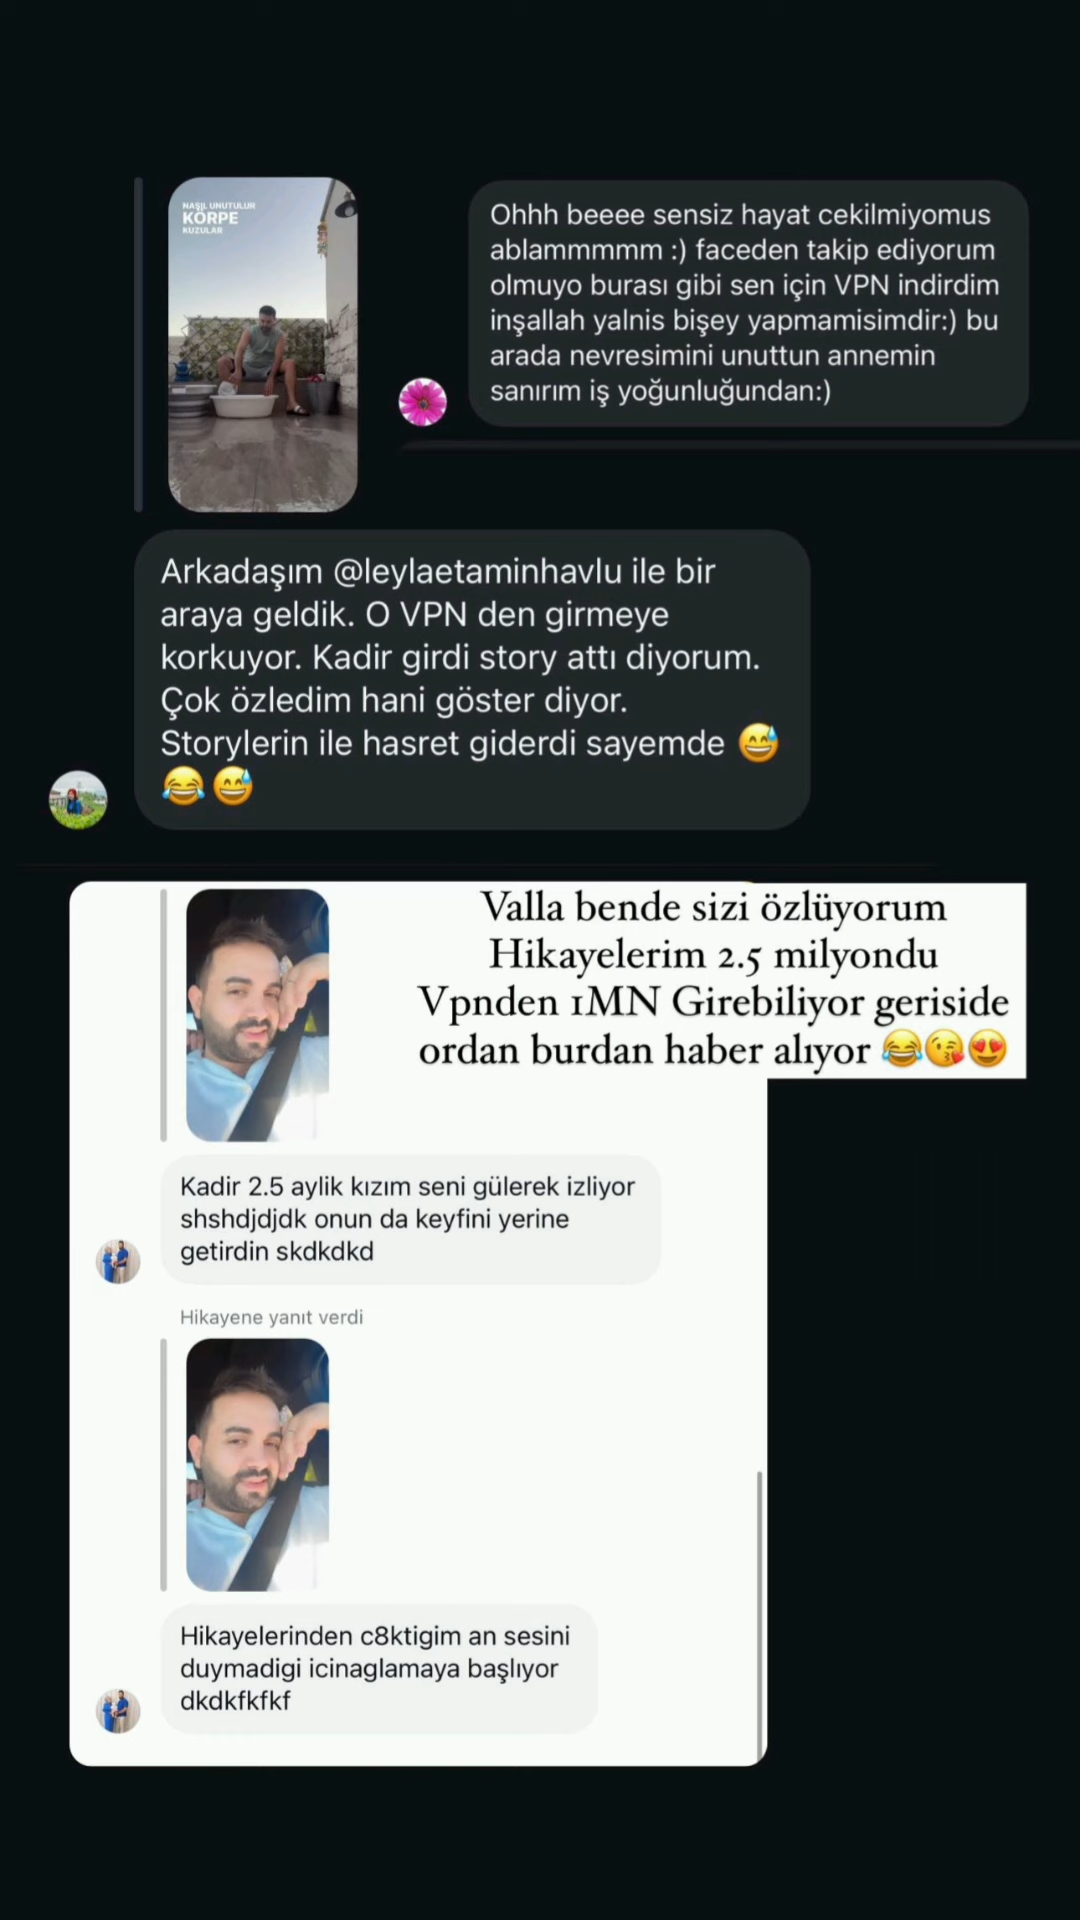 NASIL UNUTULUR
KÖRPE
KUZULAR
Ohhh beeee sensiz hayat cekilmiyomus
ablammmmm :) faceden takip ediyorum
olmuyo burası gibi sen için VPN indirdim
inşallah yalnis bişey yapmamisimdir:) bu
arada nevresimini unuttun annemin
sanırım iş yoğunluğundan:)
Arkadaşım @leylaetaminhavlu ile bir
araya geldik. O VPN den girmeye
korkuyor. Kadir girdi story attı diyorum.
Çok özledim hani göster diyor.
Storylerin ile hasret giderdi sayemde 😅
😂😅
Valla bende sizi özlüyorum
Hikayelerim 2.5 milyondu
Vpnden 1MN Girebiliyor geriside
ordan burdan haber alıyor 😂😘😍
Kadir 2.5 aylik kızım seni gülerek izliyor
shshdjdjdk onun da keyfini yerine
getirdin skdkdkd
Hikayene yanıt verdi
Hikayelerinden c8ktigim an sesini
duymadigi icinaglamaya başlıyor
dkdkfkfkf